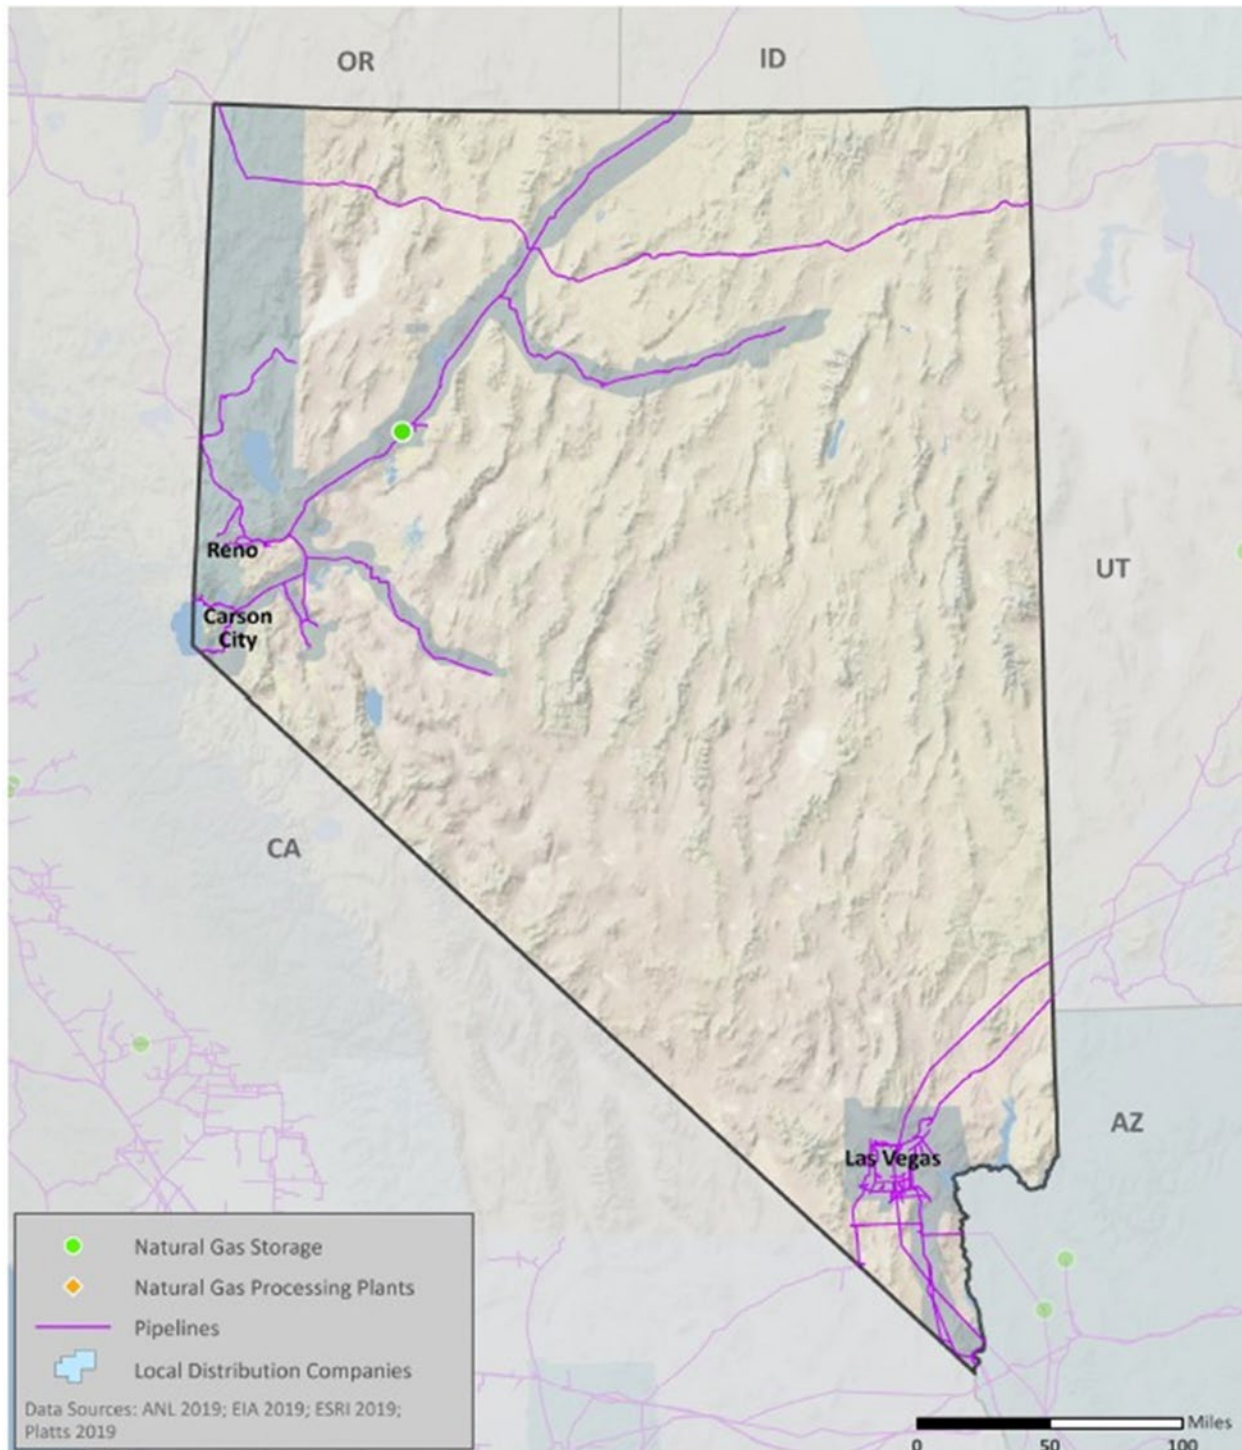 OR
ID
Reno
Carson
City
UT
CA
AZ
Las Vegas
Natural Gas Storage
Natural Gas Processing Plants
Pipelines
Local Distribution Companies
Data Sources: ANL 2019; EIA 2019; ESRI 2019;
Platts 2019
Miles
0 50 100